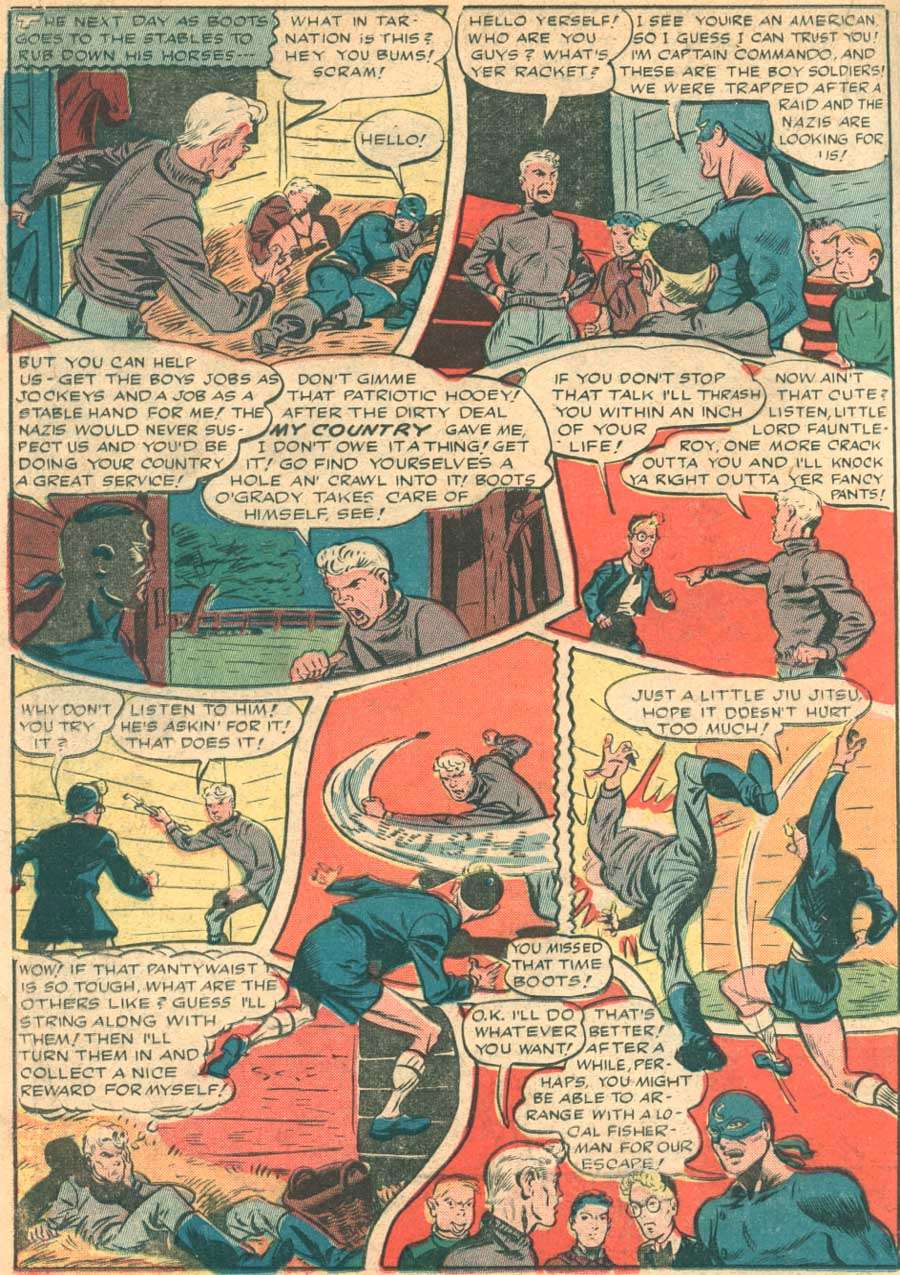 THE NEXT DAY AS BOOTS
GOES TO THE STABLES TO
RUB DOWN HIS HORSES---
WHAT IN TAR-
NATION IS THIS?
HEY YOU BUMS!
SCRAM!
HELLO!
HELLO YERSELF!
WHO ARE YOU
GUYS? WHAT'S
YER RACKET?
I SEE YOU'RE AN AMERICAN,
SO I GUESS I CAN TRUST YOU!
I'M CAPTAIN COMMANDO, AND
THESE ARE THE BOY SOLDIERS!
WE WERE TRAPPED AFTER A
RAID AND THE
NAZIS ARE
LOOKING FOR
US!
BUT YOU CAN HELP
US-GET THE BOYS JOBS AS
JOCKEYS AND A JOB AS A
STABLE HAND FOR ME! THE
NAZIS WOULD NEVER SUS-
PECT US AND YOU'D BE
DOING YOUR COUNTRY
A GREAT SERVICE!
DON'T GIMME
THAT PATRIOTIC HOOEY!
AFTER THE DIRTY DEAL
MY COUNTRY GAVE ME,
I DON'T OWE IT A THING! GET
IT! GO FIND YOURSELVES A
HOLE AN' CRAWL INTO IT! BOOTS
O'GRADY TAKES CARE OF
HIMSELF, SEE!
IF YOU DON'T STOP
THAT TALK I'LL THRASH
YOU WITHIN AN INCH
OF YOUR
LIFE!
NOW AIN'T
THAT CUTE?
LISTEN, LITTLE
LORD FAUNTLE-
ROY, ONE MORE CRACK
OUTTA YOU AND I'LL KNOCK
YA RIGHT OUTTA YER FANCY
PANTS!
WHY DON'T
YOU TRY
IT?
LISTEN TO HIM!
HE'S ASKIN' FOR IT!
THAT DOES IT!
WOOSH
YOU MISSED
THAT TIME
BOOTS!
JUST A LITTLE JIU JITSU,
HOPE IT DOESN'T HURT
TOO MUCH!
WOW! IF THAT PANTYWAIST
IS SO TOUGH, WHAT ARE THE
OTHERS LIKE? GUESS I'LL
STRING ALONG WITH
THEM! THEN I'LL
TURN THEM IN AND
COLLECT A NICE
REWARD FOR MYSELF!
O.K. I'LL DO
WHATEVER
YOU WANT!
THAT'S
BETTER!
AFTER A
WHILE, PER-
HAPS, YOU MIGHT
BE ABLE TO AR-
RANGE WITH A LO-
CAL FISHER-
MAN FOR OUR
ESCAPE!
C